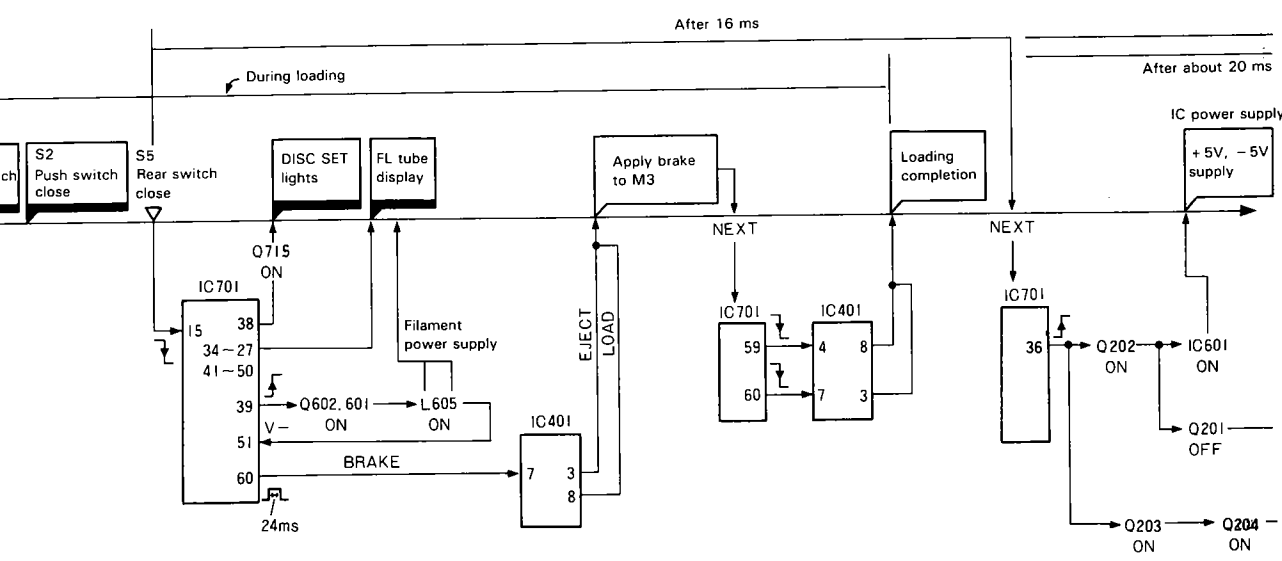 After 16 ms
During loading
After about 20 ms
IC power supply
ch
S2
Push switch
close
S5
Rear switch
close
DISC SET
lights
FL tube
display
Apply brake
to M3
Loading
completion
+5V, −5V
supply
NEXT
NEXT
Q715
ON
IC701
15
38
34~27
41~50
39
V−
51
60
24ms
Filament
power supply
Q602, 601
ON
L605
ON
BRAKE
IC401
7
3
8
EJECT
LOAD
IC701
59
60
IC401
4
8
7
3
IC701
36
Q202
ON
IC601
ON
Q201
OFF
Q203
ON
Q204
ON